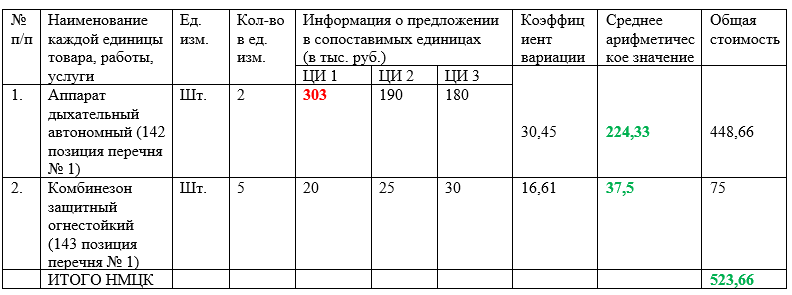 № п/п	Наименование каждой единицы товара, работы, услуги	Ед. изм.	Кол-во в ед. изм.	Информация о предложении в сопоставимых единицах (в тыс. руб.)	Коэффиц иент вариации	Среднее арифметичес кое значение	Общая стоимость
ЦИ 1	ЦИ 2	ЦИ 3
1.	Аппарат дыхательный автономный (142 позиция перечня № 1)	Шт.	2	303	190	180	30,45	224,33	448,66
2.	Комбинезон защитный огнестойкий (143 позиция перечня № 1)	Шт.	5	20	25	30	16,61	37,5	75
ИТОГО НМЦК	523,66